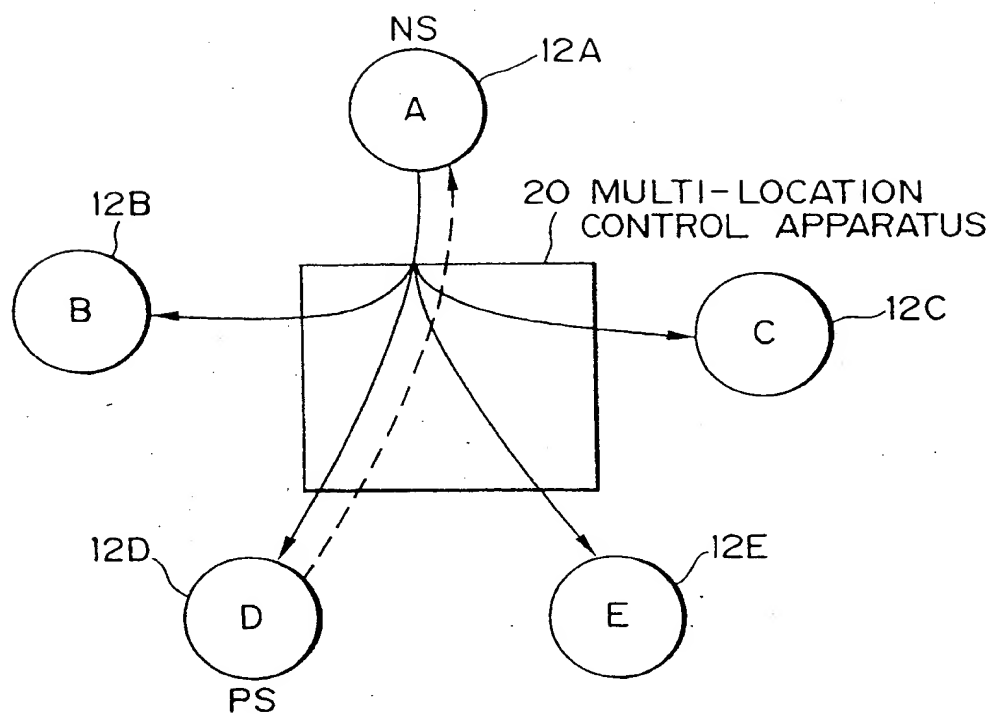 NS
12A
A
20 MULTI-LOCATION
CONTROL APPARATUS
12B
B
12C
C
12D
D
PS
12E
E